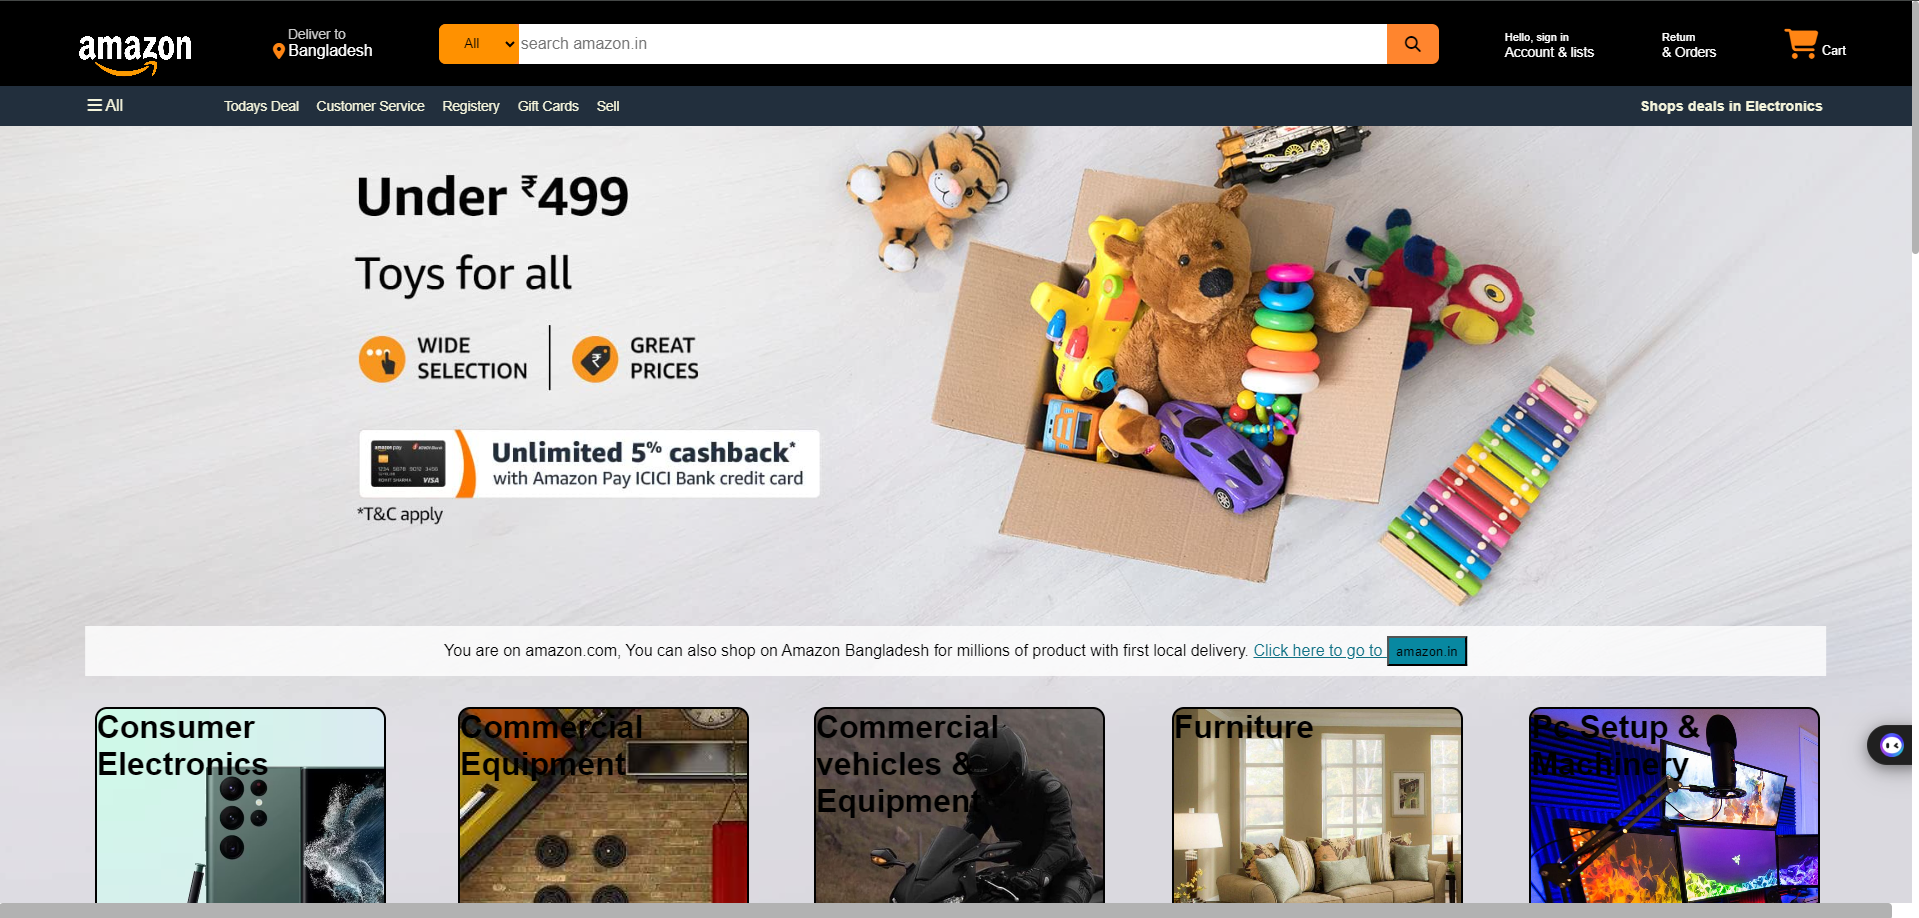 amazon
Deliver to
Bangladesh
All
search amazon.in
Hello, sign in
Account & lists
Return
& Orders
Cart
All
Todays Deal
Customer Service
Registery
Gift Cards
Sell
Shops deals in Electronics
Under ₹499
Toys for all
WIDE
SELECTION
GREAT
PRICES
Unlimited 5% cashback*
with Amazon Pay ICICI Bank credit card
amazon pay
VISA
*T&C apply
You are on amazon.com, You can also shop on Amazon Bangladesh for millions of product with first local delivery. Click here to go to amazon.in
Consumer
Electronics
Commercial
Equipment
Commercial
vehicles &
Equipment
Furniture
Pc Setup &
Machinery